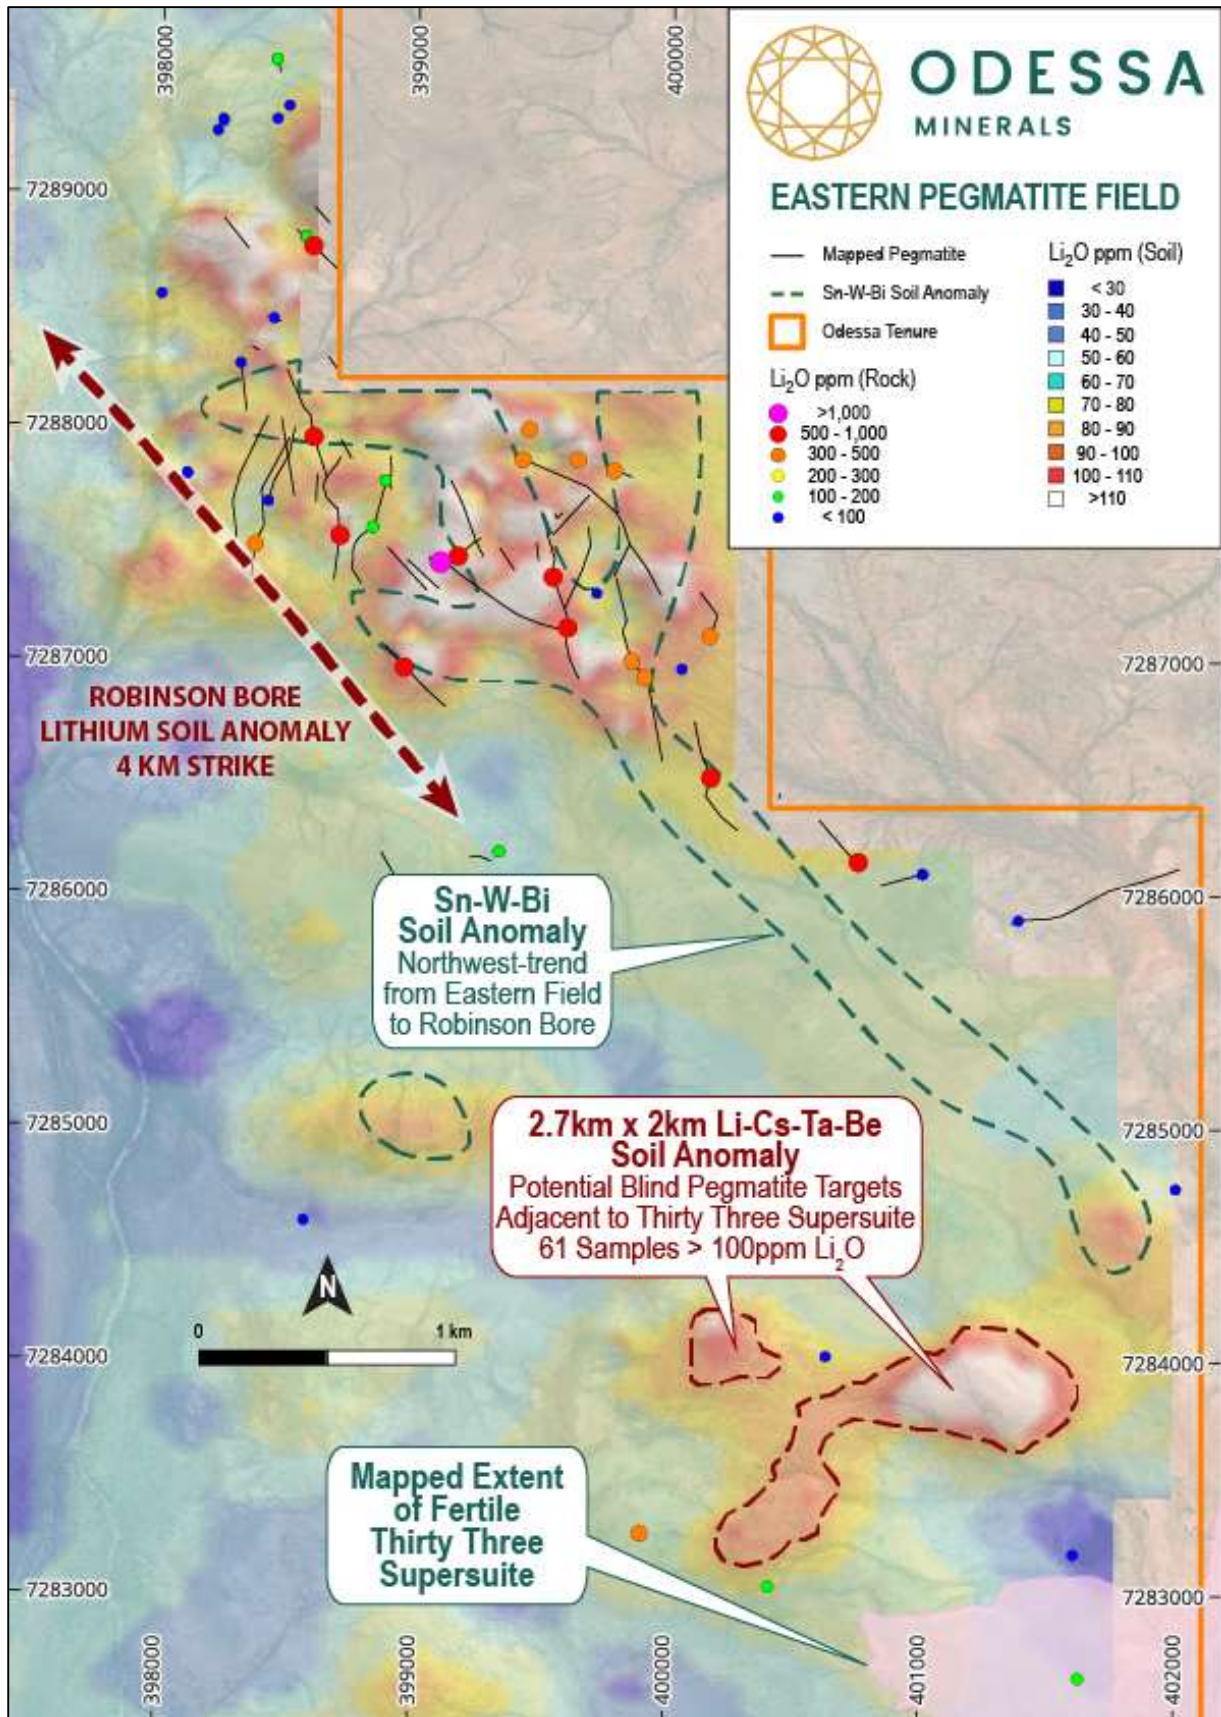 398000
399000
400000
ODESSA
MINERALS
EASTERN PEGMATITE FIELD
Mapped Pegmatite
Sn-W-Bi Soil Anomaly
Odessa Tenure
Li2O ppm (Rock)
>1,000
500 - 1,000
300 - 500
200 - 300
100 - 200
< 100
Li2O ppm (Soil)
< 30
30 - 40
40 - 50
50 - 60
60 - 70
70 - 80
80 - 90
90 - 100
100 - 110
>110
7289000
7288000
7287000
7287000
ROBINSON BORE
LITHIUM SOIL ANOMALY
4 KM STRIKE
7286000
7286000
Sn-W-Bi
Soil Anomaly
Northwest-trend
from Eastern Field
to Robinson Bore
7285000
7285000
2.7km x 2km Li-Cs-Ta-Be
Soil Anomaly
Potential Blind Pegmatite Targets
Adjacent to Thirty Three Supersuite
61 Samples > 100ppm Li2O
N
0
1 km
7284000
7284000
Mapped Extent
of Fertile
Thirty Three
Supersuite
7283000
7283000
398000
399000
400000
401000
402000